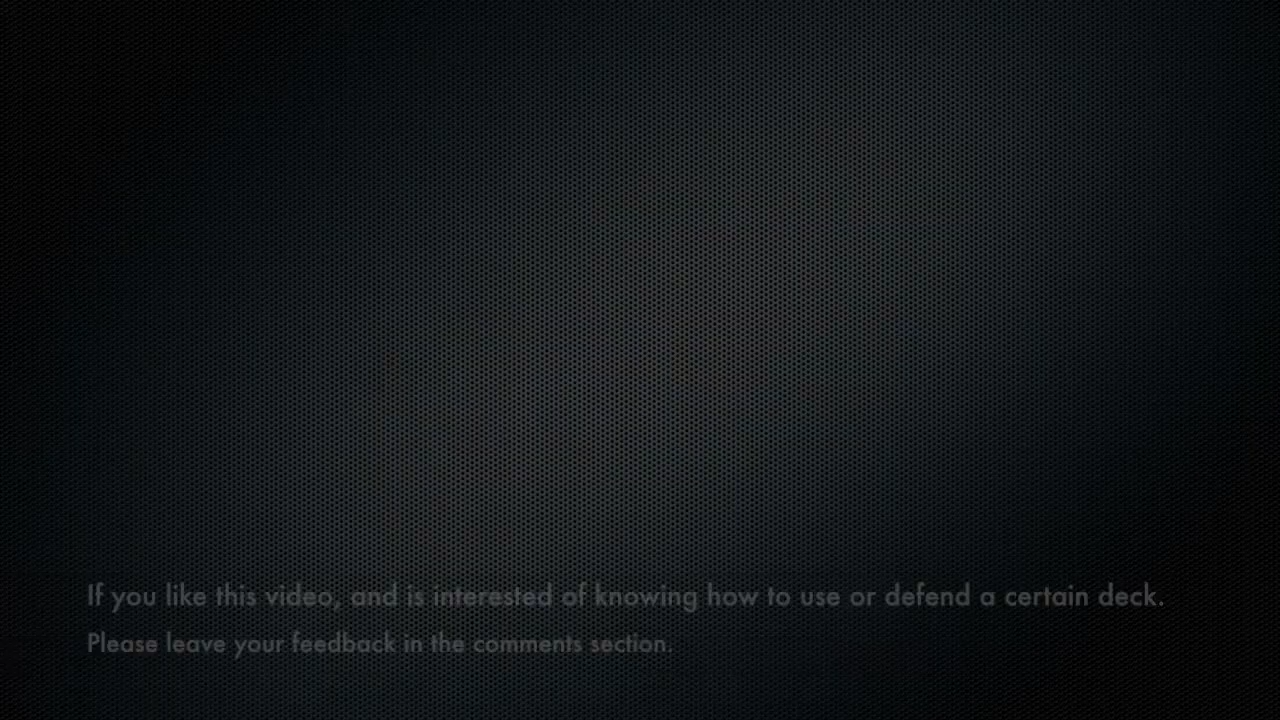 If you like this video, and is interested of knowing how to use or defend a certain deck.
Please leave your feedback in the comments section.